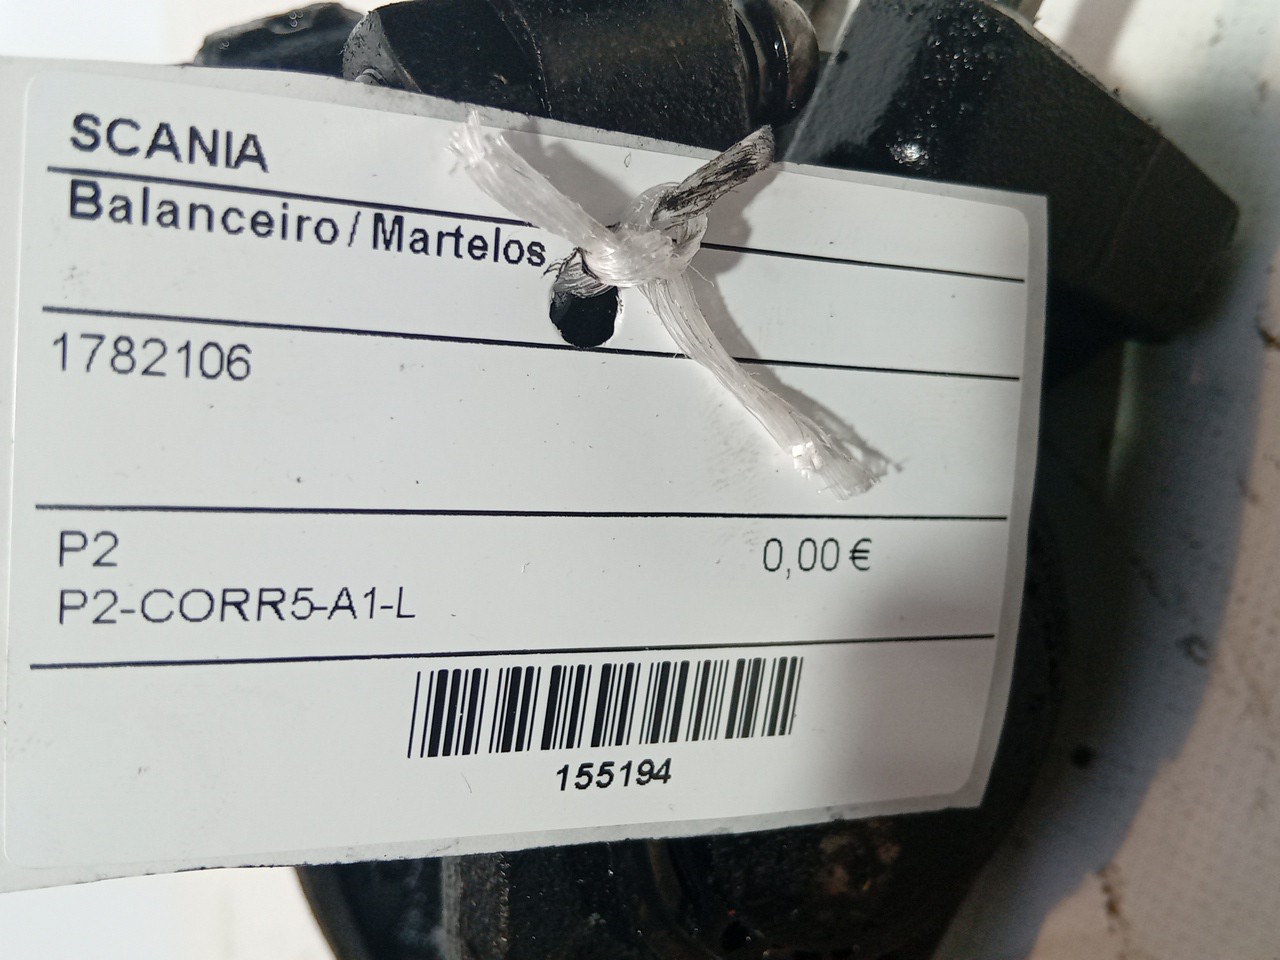 SCANIA
Balanceiro / Martelos
1782106
P2
0,00 €
P2-CORR5-A1-L
155194